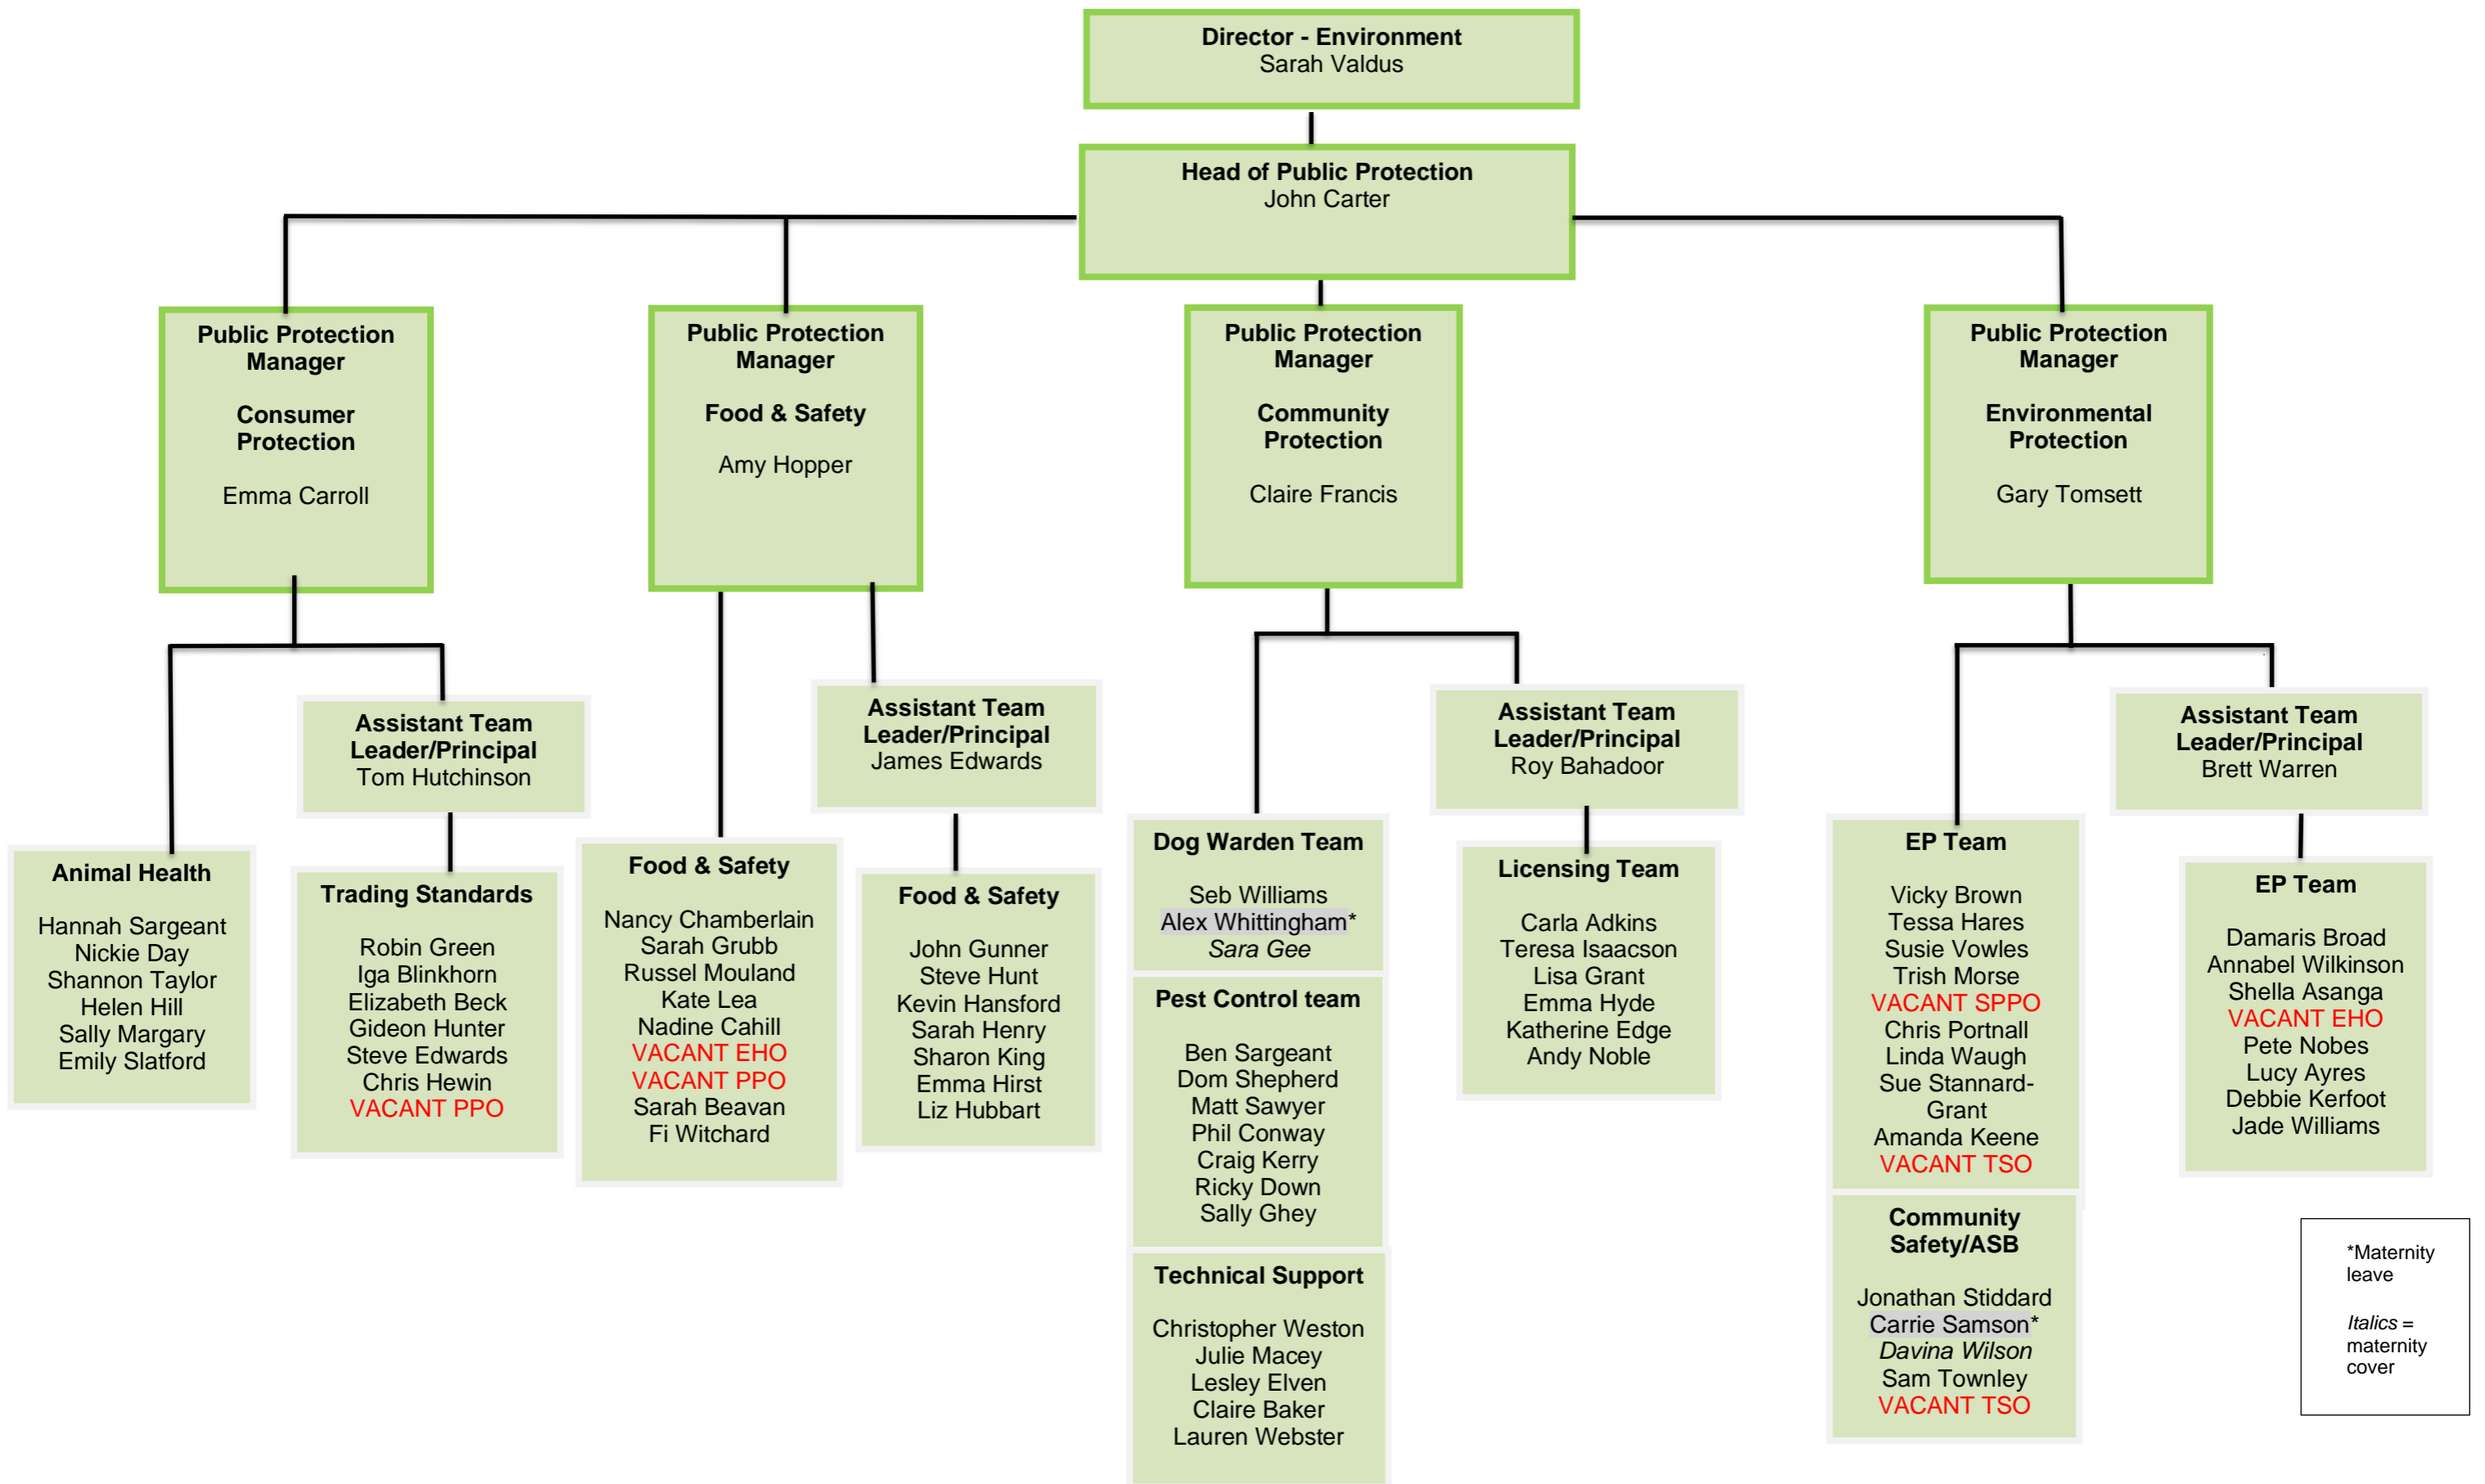 Director - Environment
Sarah Valdus
Head of Public Protection
John Carter
Public Protection
Manager
Consumer
Protection
Emma Carroll
Public Protection
Manager
Food & Safety
Amy Hopper
Public Protection
Manager
Community
Protection
Claire Francis
Public Protection
Manager
Environmental
Protection
Gary Tomsett
Assistant Team
Leader/Principal
Tom Hutchinson
Assistant Team
Leader/Principal
James Edwards
Assistant Team
Leader/Principal
Roy Bahadoor
Assistant Team
Leader/Principal
Brett Warren
Animal Health
Hannah Sargeant
Nickie Day
Shannon Taylor
Helen Hill
Sally Margary
Emily Slatford
Trading Standards
Robin Green
Iga Blinkhorn
Elizabeth Beck
Gideon Hunter
Steve Edwards
Chris Hewin
VACANT PPO
Food & Safety
Nancy Chamberlain
Sarah Grubb
Russel Mouland
Kate Lea
Nadine Cahill
VACANT EHO
VACANT PPO
Sarah Beavan
Fi Witchard
Food & Safety
John Gunner
Steve Hunt
Kevin Hansford
Sarah Henry
Sharon King
Emma Hirst
Liz Hubbart
Dog Warden Team
Seb Williams
Alex Whittingham*
Sara Gee
Pest Control team
Ben Sargeant
Dom Shepherd
Matt Sawyer
Phil Conway
Craig Kerry
Ricky Down
Sally Ghey
Technical Support
Christopher Weston
Julie Macey
Lesley Elven
Claire Baker
Lauren Webster
Licensing Team
Carla Adkins
Teresa Isaacson
Lisa Grant
Emma Hyde
Katherine Edge
Andy Noble
EP Team
Vicky Brown
Tessa Hares
Susie Vowles
Trish Morse
VACANT SPPO
Chris Portnall
Linda Waugh
Sue Stannard-
Grant
Amanda Keene
VACANT TSO
Community
Safety/ASB
Jonathan Stiddard
Carrie Samson*
Davina Wilson
Sam Townley
VACANT TSO
EP Team
Damaris Broad
Annabel Wilkinson
Shella Asanga
VACANT EHO
Pete Nobes
Lucy Ayres
Debbie Kerfoot
Jade Williams
*Maternity
leave
Italics =
maternity
cover